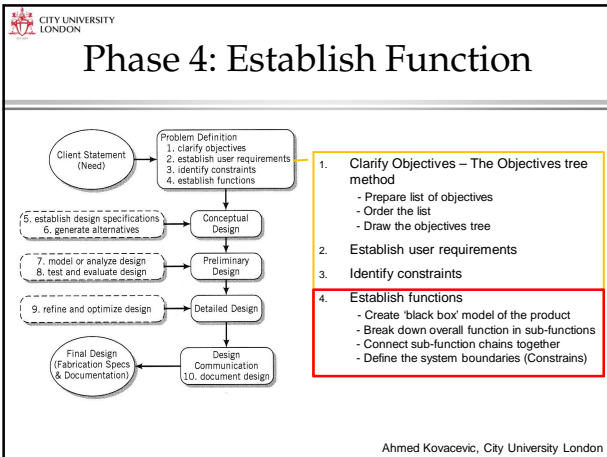 CITY UNIVERSITY
LONDON
Phase 4: Establish Function
Client Statement
(Need)
Problem Definition
1. clarify objectives
2. establish user requirements
3. identify constraints
4. establish functions
5. establish design specifications
6. generate alternatives
Conceptual
Design
7. model or analyze design
8. test and evaluate design
Preliminary
Design
9. refine and optimize design
Detailed Design
Final Design
(Fabrication Specs
& Documentation)
Design
Communication
10. document design
1. Clarify Objectives – The Objectives tree
method
- Prepare list of objectives
- Order the list
- Draw the objectives tree
2. Establish user requirements
3. Identify constraints
4. Establish functions
- Create 'black box' model of the product
- Break down overall function in sub-functions
- Connect sub-function chains together
- Define the system boundaries (Constrains)
Ahmed Kovacevic, City University London